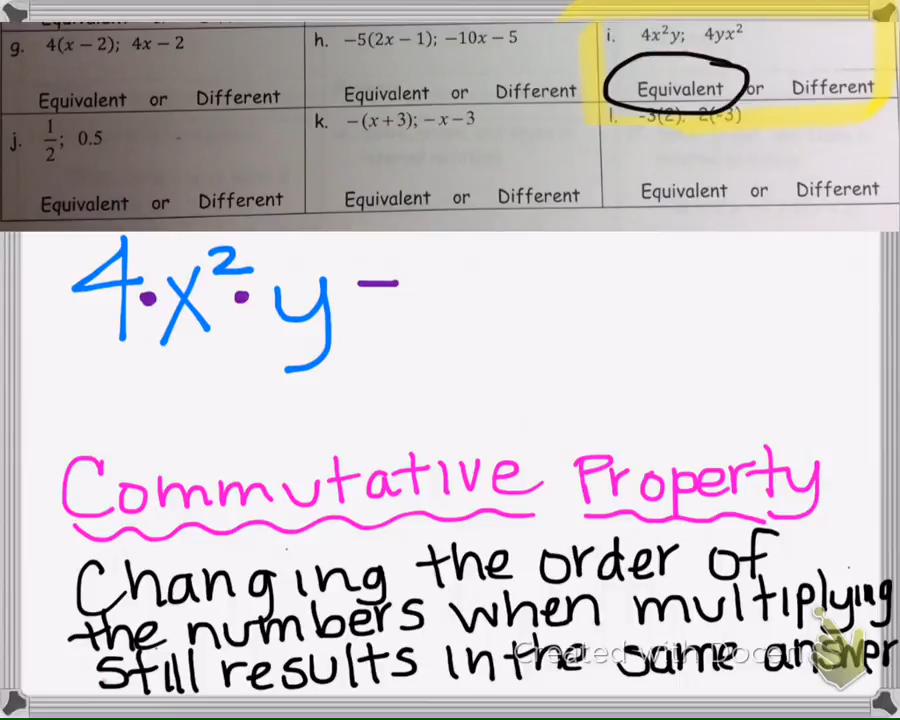 g. 4(x − 2); 4x − 2
Equivalent or Different
h. −5(2x − 1); −10x − 5
Equivalent or Different
i. 4x²y; 4yx²
Equivalent or Different
j. 1/2; 0.5
Equivalent or Different
k. −(x + 3); −x − 3
Equivalent or Different
l. -3(2); 2(-3)
Equivalent or Different
4·x²·y −
Commutative Property
Changing the order of
the numbers when multiplying
still results in the same answer
Created with Doceri